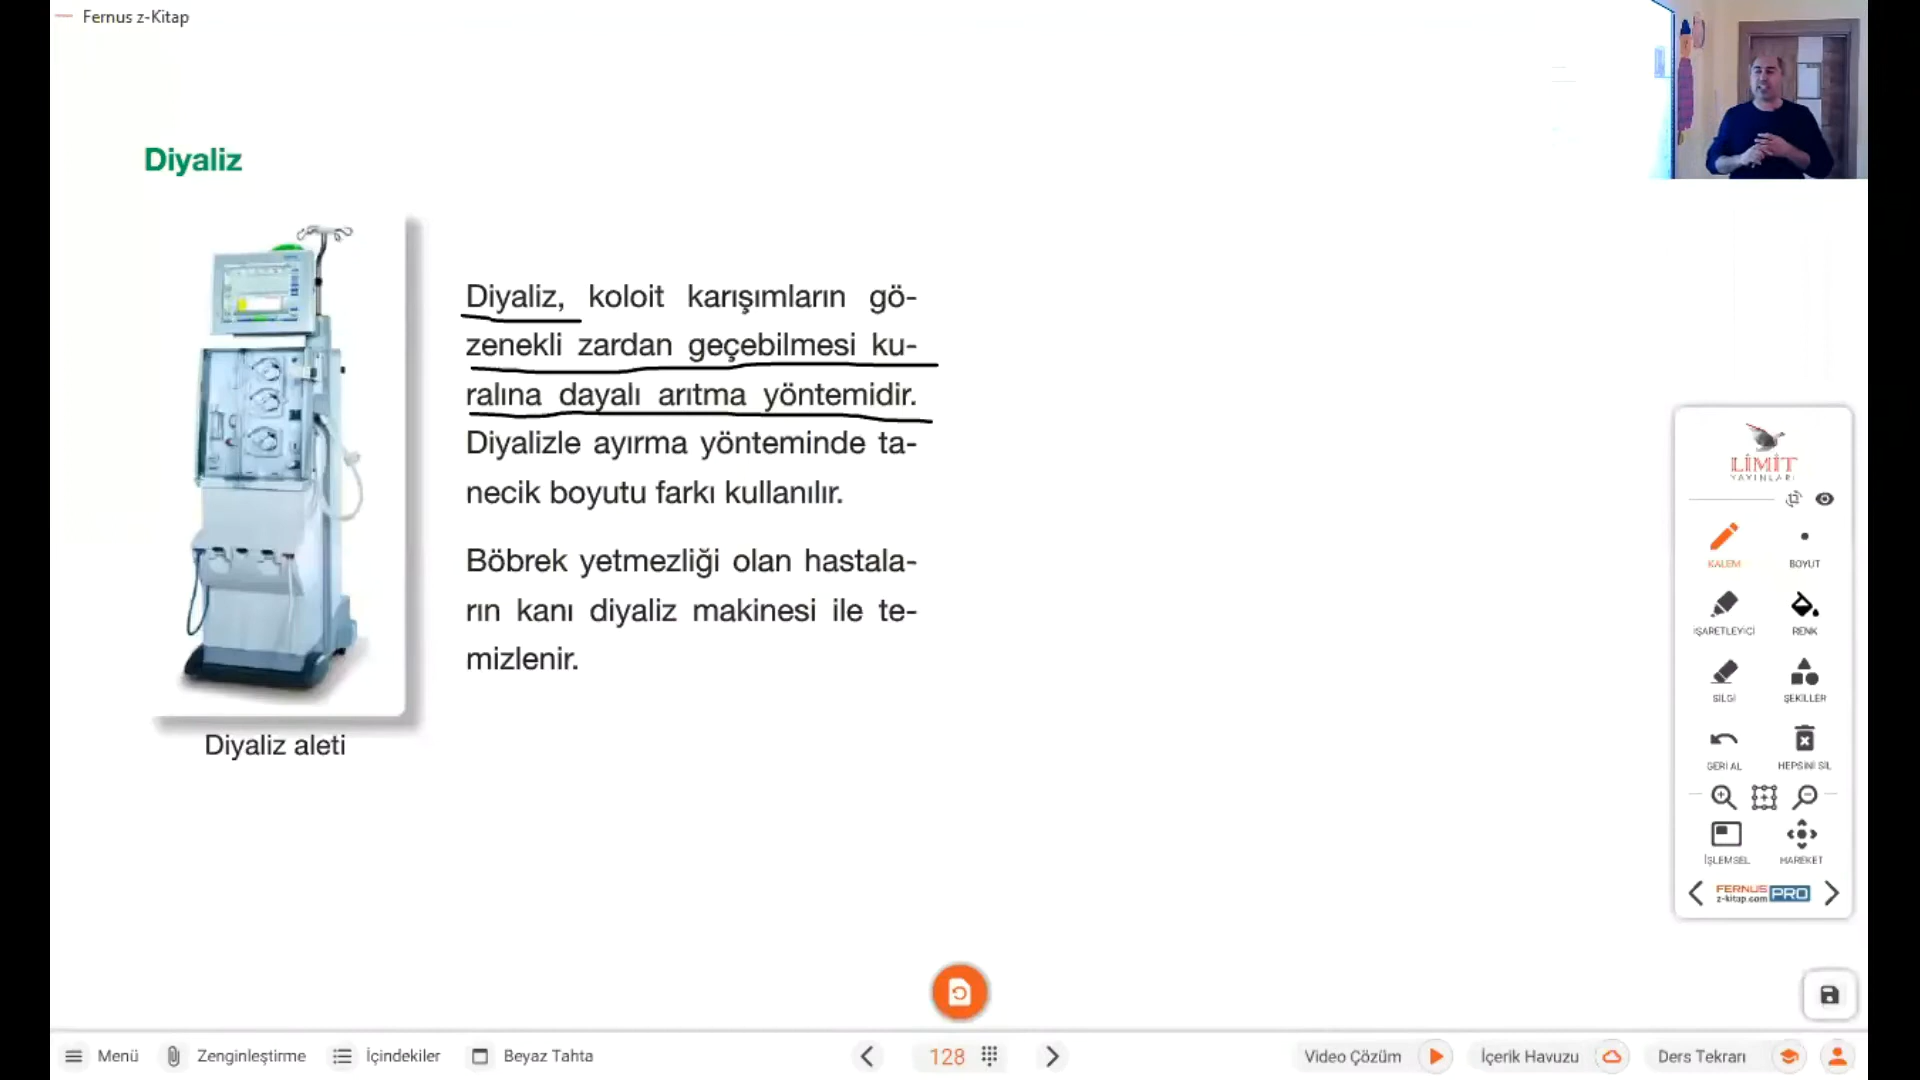 Fernus z-Kitap
Diyaliz
Diyaliz, koloit karışımların gö-
zenekli zardan geçebilmesi ku-
ralına dayalı arıtma yöntemidir.
Diyalizle ayırma yönteminde ta-
necik boyutu farkı kullanılır.
Böbrek yetmezliği olan hastala-
rın kanı diyaliz makinesi ile te-
mizlenir.
Diyaliz aleti
LİMİT
YAYINLARI
KALEM
BOYUT
İŞARETLEYİCİ
RENK
SİLGİ
ŞEKİLLER
GERİ AL
HEPSİNİ SİL
İŞLEMSEL
HAREKET
FERNUS PRO
z-kitap.com
Menü
Zenginleştirme
İçindekiler
Beyaz Tahta
128
Video Çözüm
İçerik Havuzu
Ders Tekrarı